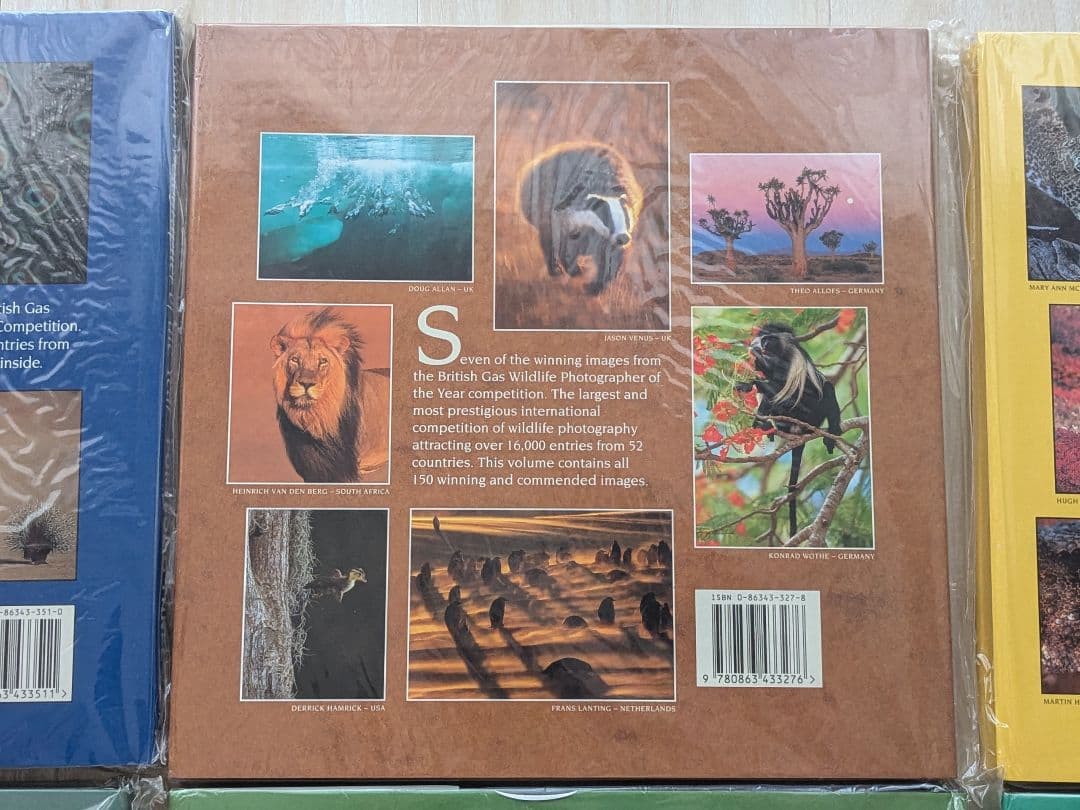 DOUG ALLAN – UK
JASON VENUS – UK
THEO ALLOFS – GERMANY
Seven of the winning images from
the British Gas Wildlife Photographer of
the Year competition. The largest and
most prestigious international
competition of wildlife photography
attracting over 16,000 entries from 52
countries. This volume contains all
150 winning and commended images.
HEINRICH VAN DEN BERG – SOUTH AFRICA
KONRAD WOTHE – GERMANY
DERRICK HAMRICK – USA
FRANS LANTING – NETHERLANDS
ISBN 0-86343-327-8
9 780863 433276 >
tish Gas
Competition.
ntries from
inside.
-86343-351-0
63 433511 >
MARY ANN MC
HUGH
MARTIN H